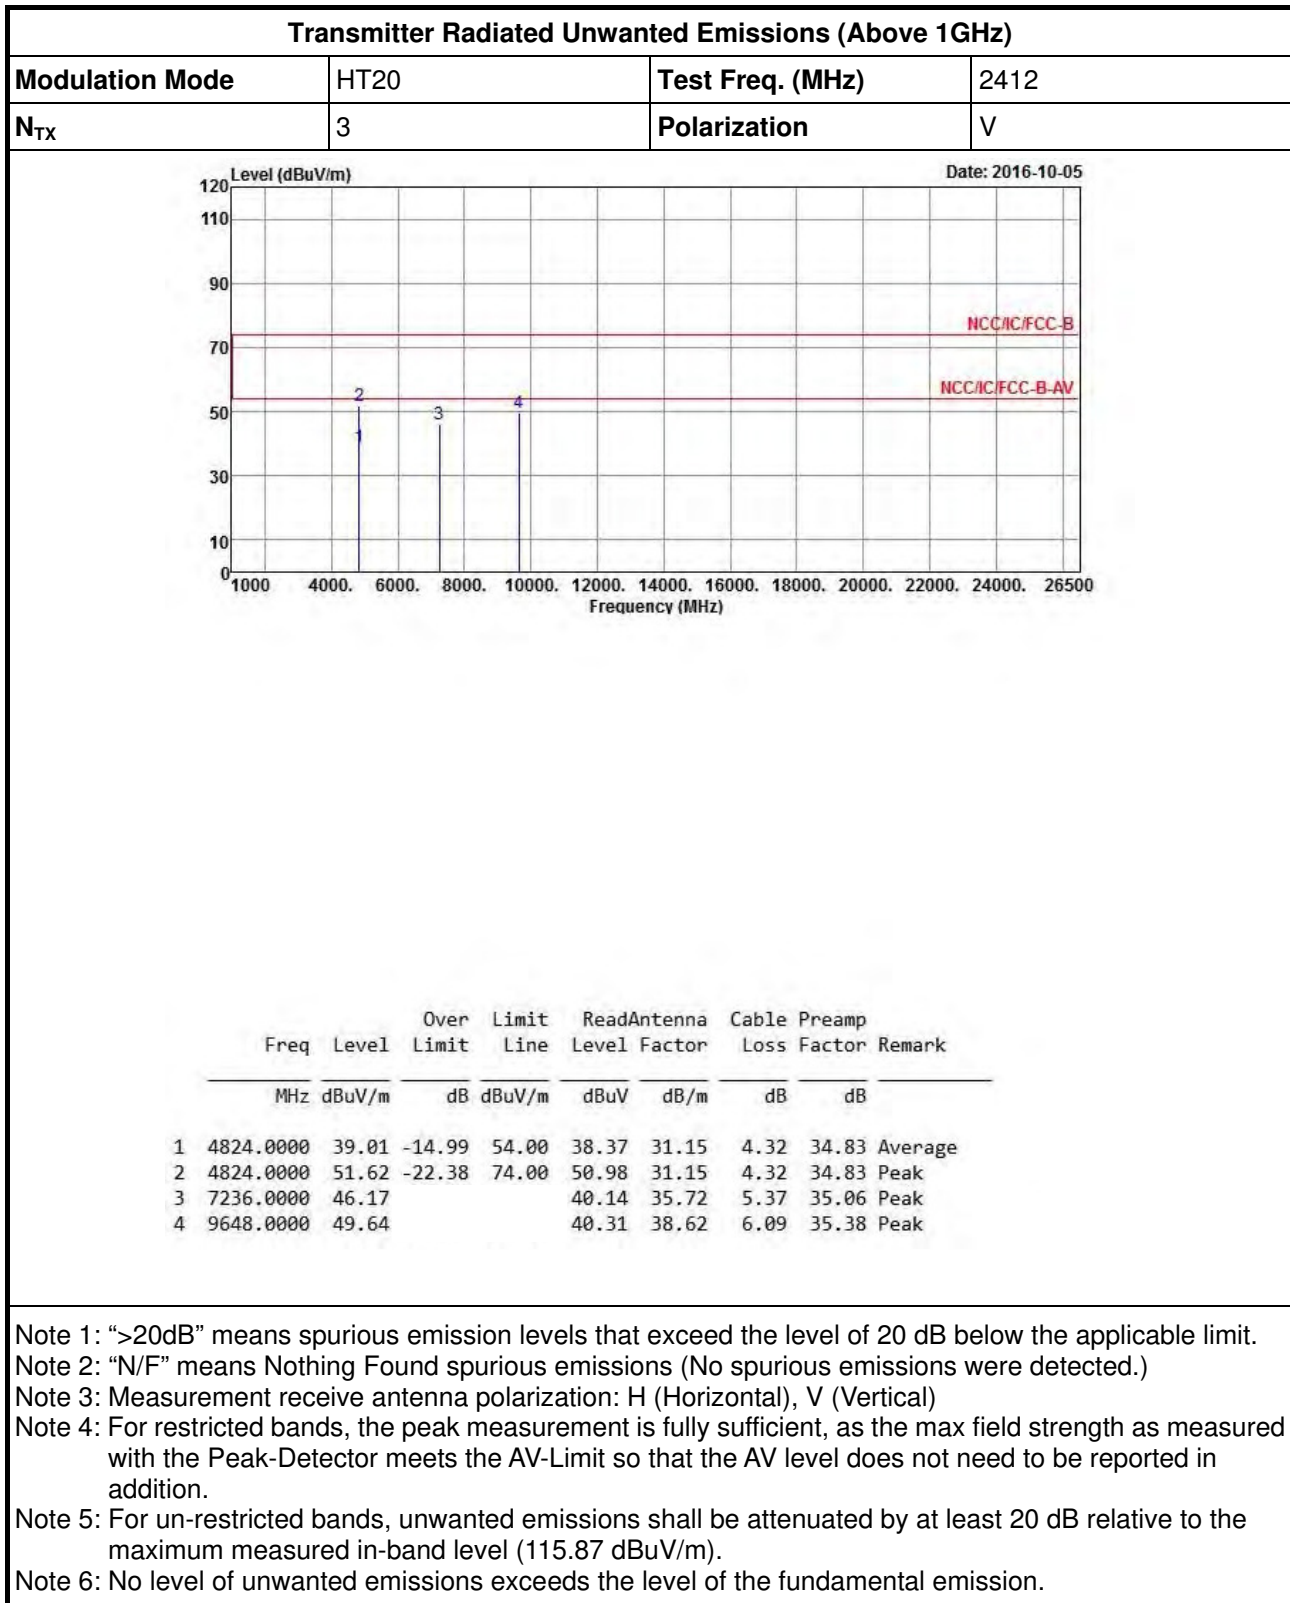 Transmitter Radiated Unwanted Emissions (Above 1GHz)
Modulation Mode HT20 Test Freq. (MHz) 2412
NTX 3 Polarization V
Level (dBuV/m) Date: 2016-10-05
120
110
90
NCC/IC/FCC-B
70
NCC/IC/FCC-B-AV
2
4
50 3
1
30
10
0
1000 4000. 6000. 8000. 10000. 12000. 14000. 16000. 18000. 20000. 22000. 24000. 26500
Frequency (MHz)
Over Limit ReadAntenna Cable Preamp
Freq Level Limit Line Level Factor Loss Factor Remark
MHz dBuV/m dB dBuV/m dBuV dB/m dB dB
1 4824.0000 39.01 -14.99 54.00 38.37 31.15 4.32 34.83 Average
2 4824.0000 51.62 -22.38 74.00 50.98 31.15 4.32 34.83 Peak
3 7236.0000 46.17 40.14 35.72 5.37 35.06 Peak
4 9648.0000 49.64 40.31 38.62 6.09 35.38 Peak
Note 1: “>20dB” means spurious emission levels that exceed the level of 20 dB below the applicable limit.
Note 2: “N/F” means Nothing Found spurious emissions (No spurious emissions were detected.)
Note 3: Measurement receive antenna polarization: H (Horizontal), V (Vertical)
Note 4: For restricted bands, the peak measurement is fully sufficient, as the max field strength as measured
with the Peak-Detector meets the AV-Limit so that the AV level does not need to be reported in
addition.
Note 5: For un-restricted bands, unwanted emissions shall be attenuated by at least 20 dB relative to the
maximum measured in-band level (115.87 dBuV/m).
Note 6: No level of unwanted emissions exceeds the level of the fundamental emission.